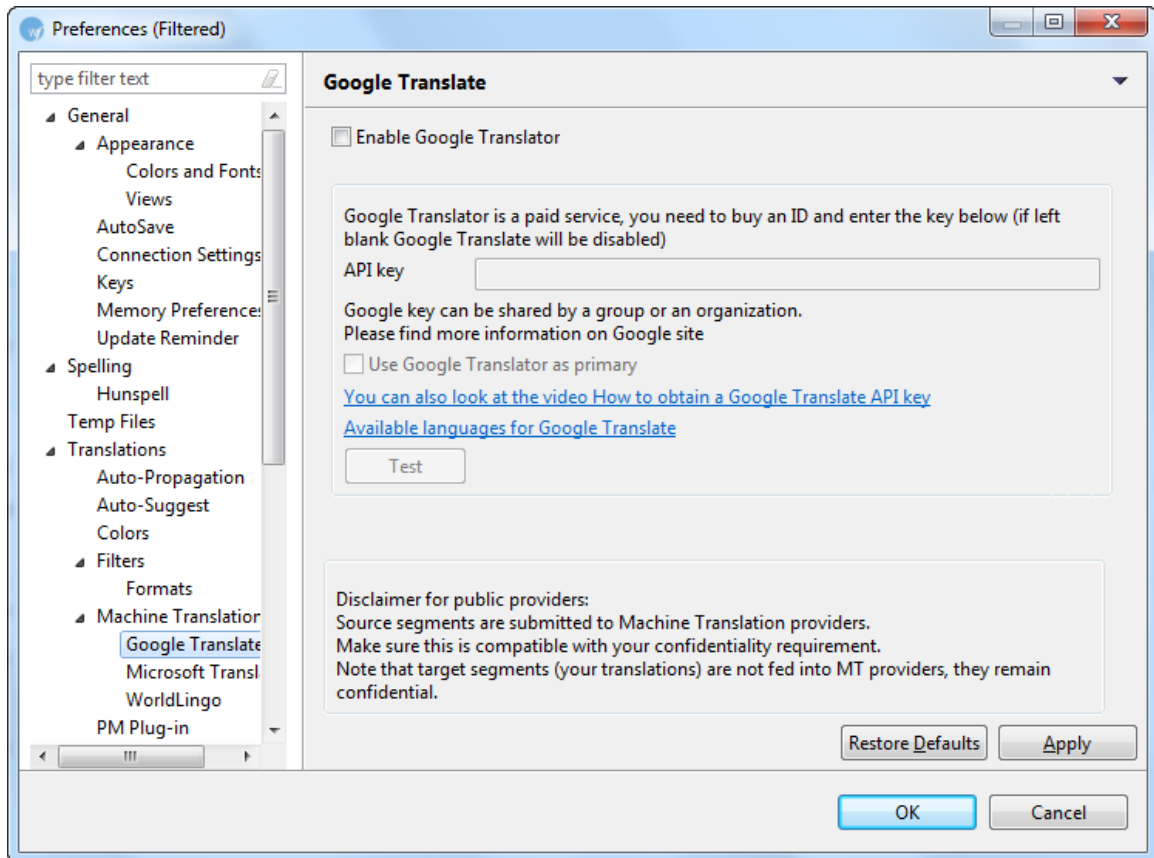 Preferences (Filtered)
type filter text
General
Appearance
Colors and Fonts
Views
AutoSave
Connection Settings
Keys
Memory Preferences
Update Reminder
Spelling
Hunspell
Temp Files
Translations
Auto-Propagation
Auto-Suggest
Colors
Filters
Formats
Machine Translation
Google Translate
Microsoft Transl
WorldLingo
PM Plug-in
Google Translate
Enable Google Translator
Google Translator is a paid service, you need to buy an ID and enter the key below (if left
blank Google Translate will be disabled)
API key
Google key can be shared by a group or an organization.
Please find more information on Google site
Use Google Translator as primary
You can also look at the video How to obtain a Google Translate API key
Available languages for Google Translate
Test
Disclaimer for public providers:
Source segments are submitted to Machine Translation providers.
Make sure this is compatible with your confidentiality requirement.
Note that target segments (your translations) are not fed into MT providers, they remain
confidential.
Restore Defaults
Apply
OK
Cancel